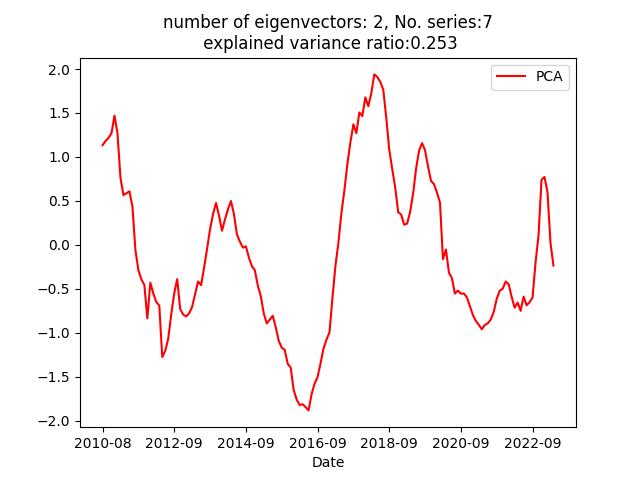 number of eigenvectors: 2, No. series:7
explained variance ratio:0.253
PCA
2.0
1.5
1.0
0.5
0.0
−0.5
−1.0
−1.5
−2.0
2010-08 2012-09 2014-09 2016-09 2018-09 2020-09 2022-09
Date